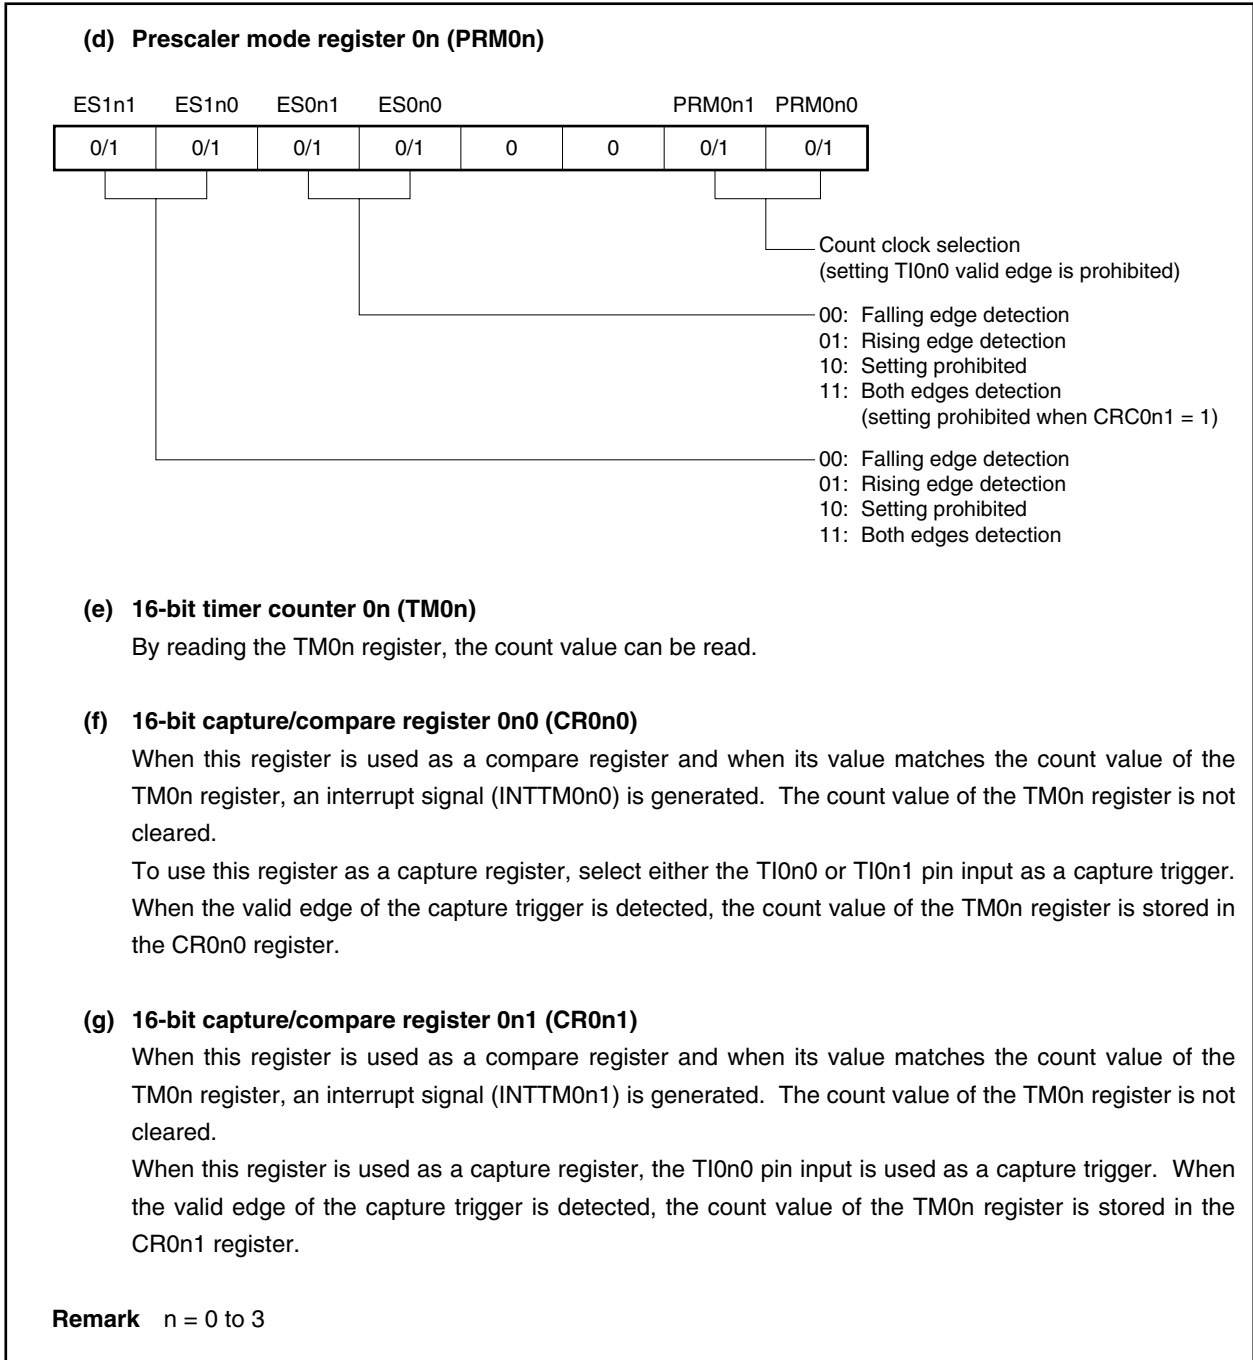 (d) Prescaler mode register 0n (PRM0n)
ES1n1 ES1n0 ES0n1 ES0n0 PRM0n1 PRM0n0
0/1 0/1 0/1 0/1 0 0 0/1 0/1
Count clock selection
(setting TI0n0 valid edge is prohibited)
00: Falling edge detection
01: Rising edge detection
10: Setting prohibited
11: Both edges detection
(setting prohibited when CRC0n1 = 1)
00: Falling edge detection
01: Rising edge detection
10: Setting prohibited
11: Both edges detection
(e) 16-bit timer counter 0n (TM0n)
By reading the TM0n register, the count value can be read.
(f) 16-bit capture/compare register 0n0 (CR0n0)
When this register is used as a compare register and when its value matches the count value of the
TM0n register, an interrupt signal (INTTM0n0) is generated. The count value of the TM0n register is not
cleared.
To use this register as a capture register, select either the TI0n0 or TI0n1 pin input as a capture trigger.
When the valid edge of the capture trigger is detected, the count value of the TM0n register is stored in
the CR0n0 register.
(g) 16-bit capture/compare register 0n1 (CR0n1)
When this register is used as a compare register and when its value matches the count value of the
TM0n register, an interrupt signal (INTTM0n1) is generated. The count value of the TM0n register is not
cleared.
When this register is used as a capture register, the TI0n0 pin input is used as a capture trigger. When
the valid edge of the capture trigger is detected, the count value of the TM0n register is stored in the
CR0n1 register.
Remark n = 0 to 3